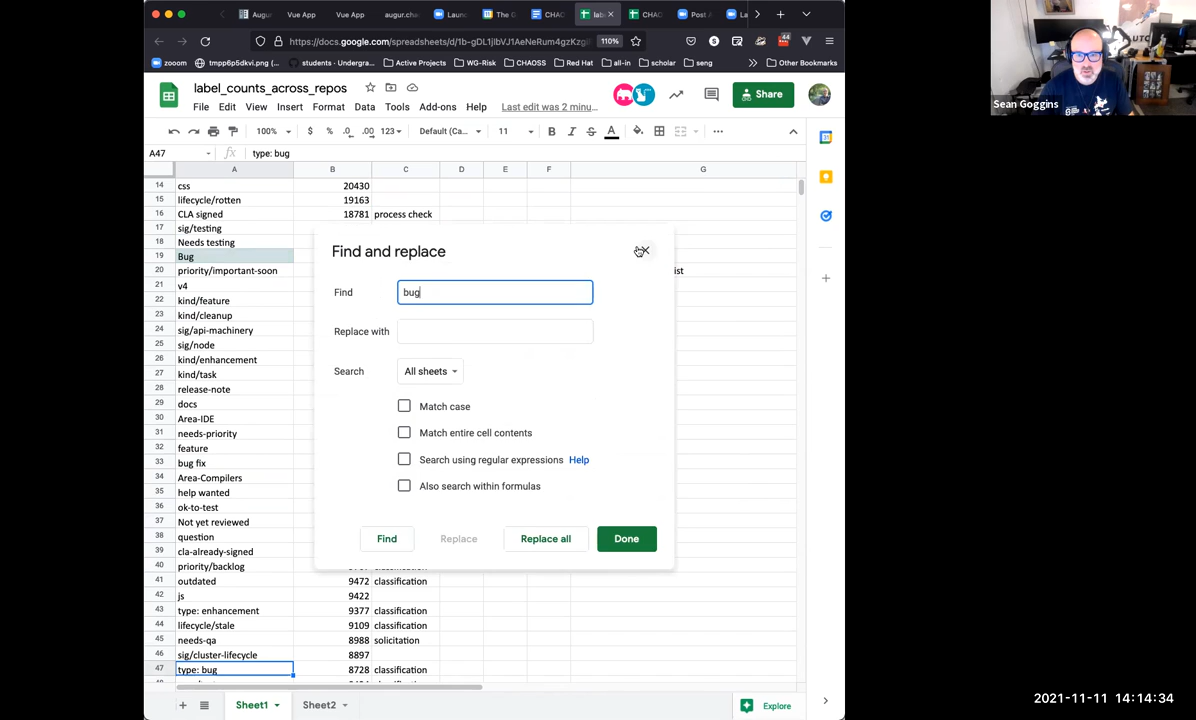 Augur
Vue App
Vue App
augur.cha
Launc
The G
CHAO
lab
CHAO
Post A
La
https://docs.google.com/spreadsheets/d/1b-gDL1jlbVJ1AeNeRum4gzKzgi
110%
44
zooom
tmpp6p5dkvi.png (...
students - Undergra...
Active Projects
WG-Risk
CHAOSS
Red Hat
all-in
scholar
seng
Other Bookmarks
label_counts_across_repos
File Edit View Insert Format Data Tools Add-ons Help Last edit was 2 minu...
Share
100% $ % .0 .00 123 Default (Ca... 11 B I S A
A47 fx type: bug
A B C D E F G
14 css 20430
15 lifecycle/rotten 19163
16 CLA signed 18781 process check
17 sig/testing
18 Needs testing
19 Bug
20 priority/important-soon ist
21 v4
22 kind/feature
23 kind/cleanup
24 sig/api-machinery
25 sig/node
26 kind/enhancement
27 kind/task
28 release-note
29 docs
30 Area-IDE
31 needs-priority
32 feature
33 bug fix
34 Area-Compilers
35 help wanted
36 ok-to-test
37 Not yet reviewed
38 question
39 cla-already-signed
40 priority/backlog classification
41 outdated 9472 classification
42 js 9422
43 type: enhancement 9377 classification
44 lifecycle/stale 9109 classification
45 needs-qa 8988 solicitation
46 sig/cluster-lifecycle 8897
47 type: bug 8728 classification
Find and replace
Find bug
Replace with
Search All sheets
Match case
Match entire cell contents
Search using regular expressions Help
Also search within formulas
Find Replace Replace all Done
Sheet1 Sheet2 Explore
Sean Goggins
2021-11-11 14:14:34